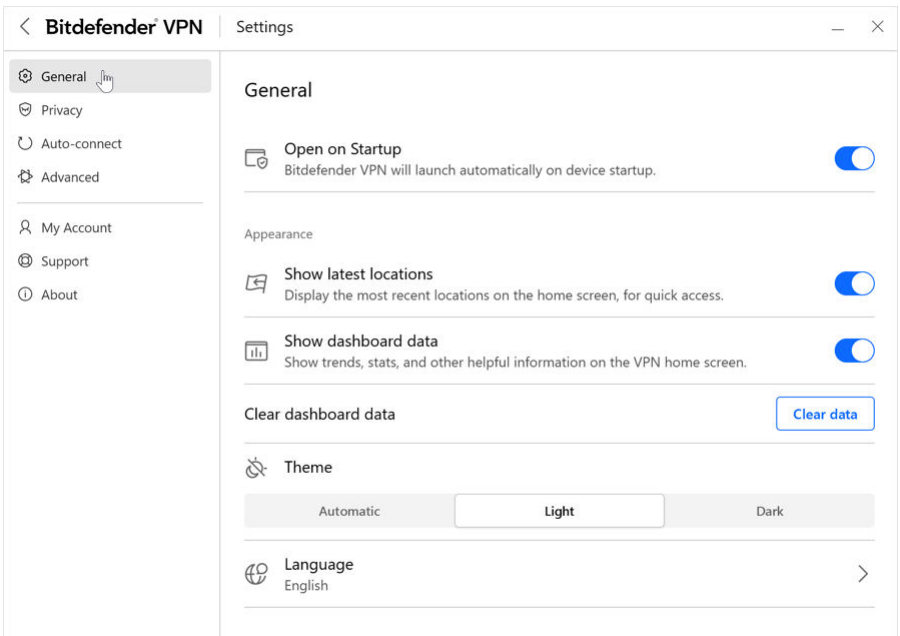 Bitdefender® VPN
Settings
General
Privacy
Auto-connect
Advanced
My Account
Support
About
General
Open on Startup
Bitdefender VPN will launch automatically on device startup.
Appearance
Show latest locations
Display the most recent locations on the home screen, for quick access.
Show dashboard data
Show trends, stats, and other helpful information on the VPN home screen.
Clear dashboard data
Clear data
Theme
Automatic
Light
Dark
Language
English